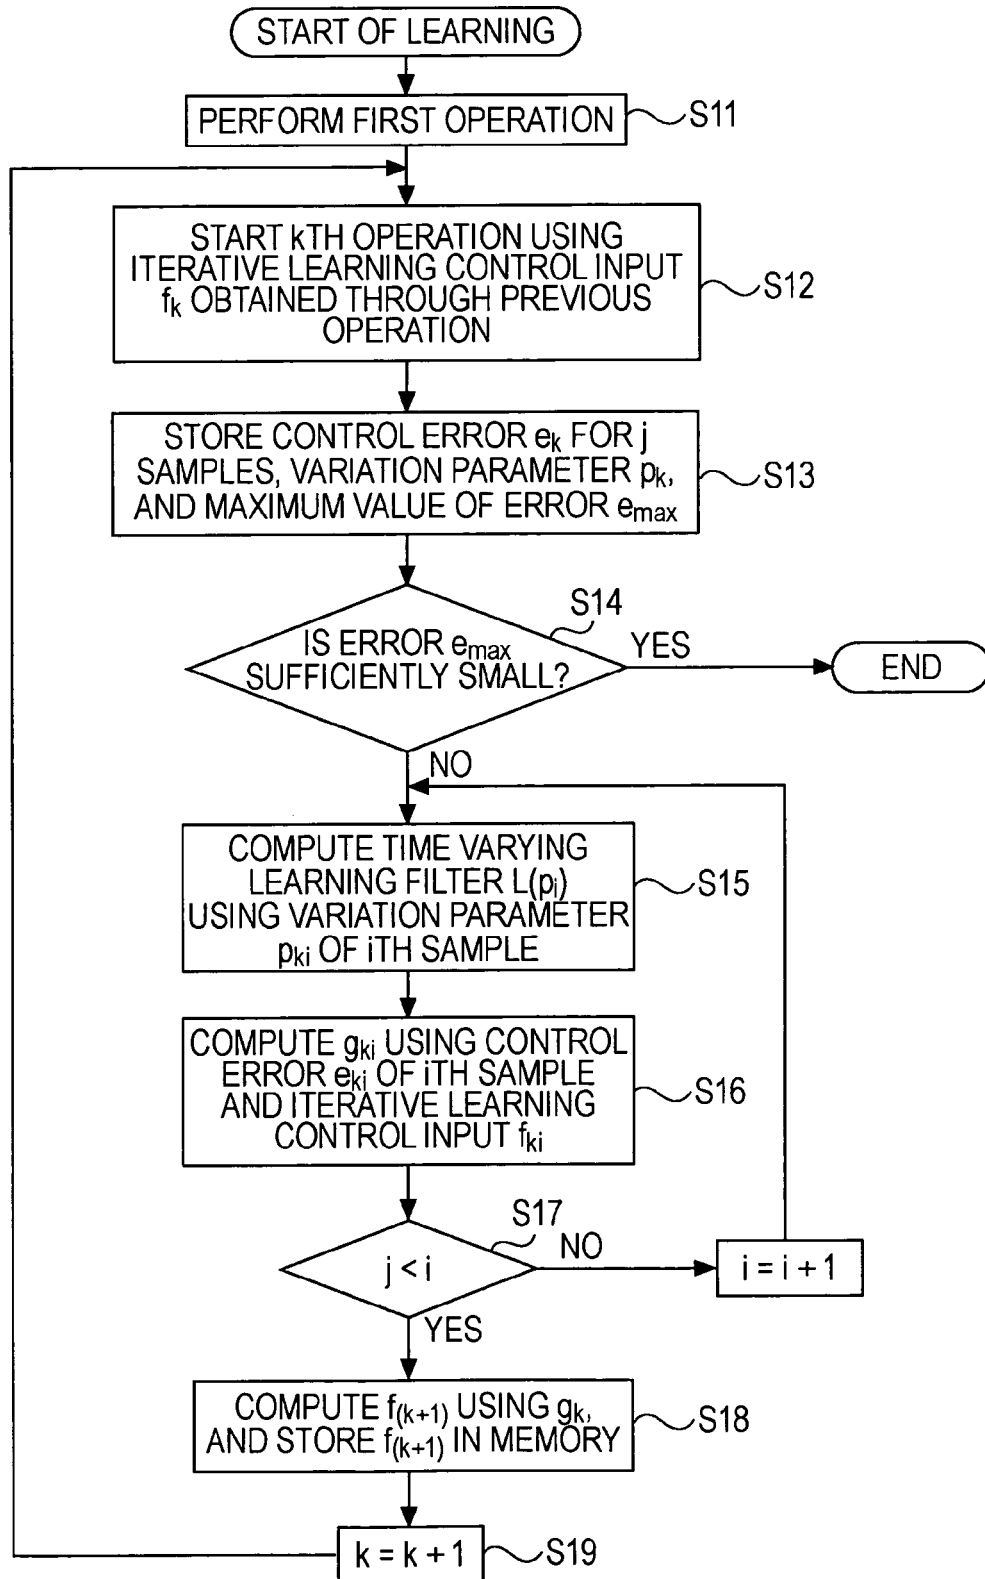 START OF LEARNING
PERFORM FIRST OPERATION
S11
START kTH OPERATION USING
ITERATIVE LEARNING CONTROL INPUT
fk OBTAINED THROUGH PREVIOUS
OPERATION
S12
STORE CONTROL ERROR ek FOR j
SAMPLES, VARIATION PARAMETER pk,
AND MAXIMUM VALUE OF ERROR emax
S13
S14
IS ERROR emax
SUFFICIENTLY SMALL?
YES
END
NO
COMPUTE TIME VARYING
LEARNING FILTER L(pi)
USING VARIATION PARAMETER
pki OF iTH SAMPLE
S15
COMPUTE gki USING CONTROL
ERROR eki OF iTH SAMPLE
AND ITERATIVE LEARNING
CONTROL INPUT fki
S16
S17
j < i
NO
i = i + 1
YES
COMPUTE f(k+1) USING gk,
AND STORE f(k+1) IN MEMORY
S18
k = k + 1
S19